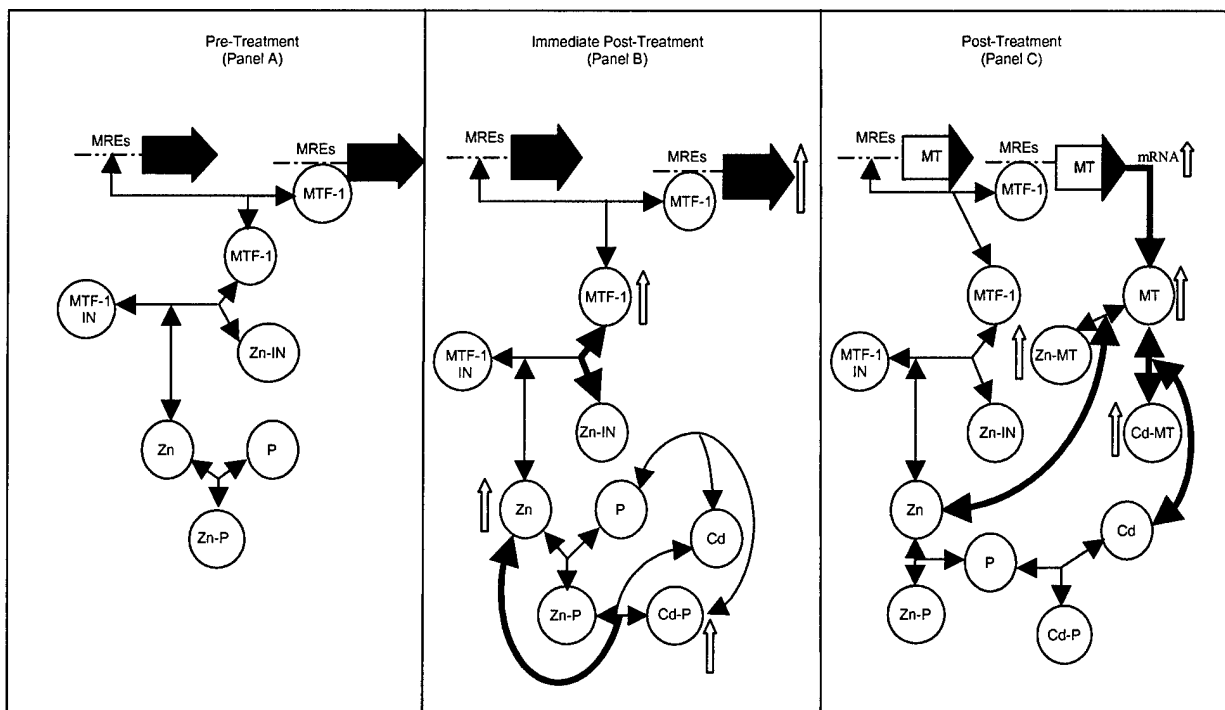 Pre-Treatment
(Panel A)
MREs
MREs
MTF-1
MTF-1
MTF-1
IN
Zn-IN
Zn
P
Zn-P
Immediate Post-Treatment
(Panel B)
MREs
MREs
MTF-1
MTF-1
MTF-1
IN
Zn-IN
Zn
P
Cd
Zn-P
Cd-P
Post-Treatment
(Panel C)
MREs
MT
MREs
MT
mRNA
MTF-1
MTF-1
MT
MTF-1
IN
Zn-MT
Zn-IN
Cd-MT
Zn
Cd
P
Zn-P
Cd-P